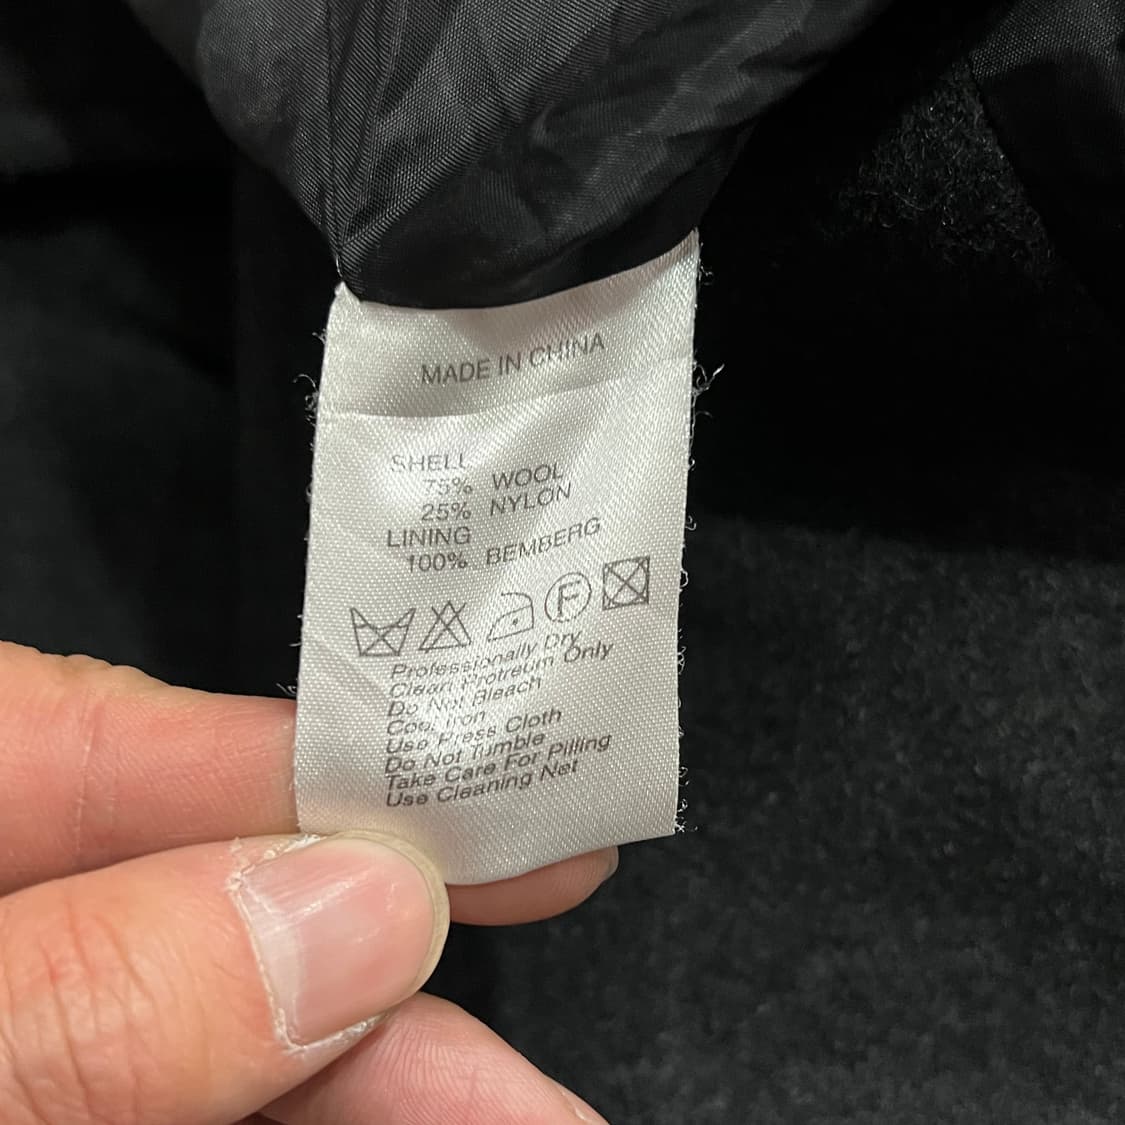 MADE IN CHINA
SHELL
75% WOOL
25% NYLON
LINING
100% BEMBERG
F
Professionally Dry
Clean Protreum Only
Do Not Bleach
Cool Iron
Use Press Cloth
Do Not Tumble
Take Care For Pilling
Use Cleaning Net